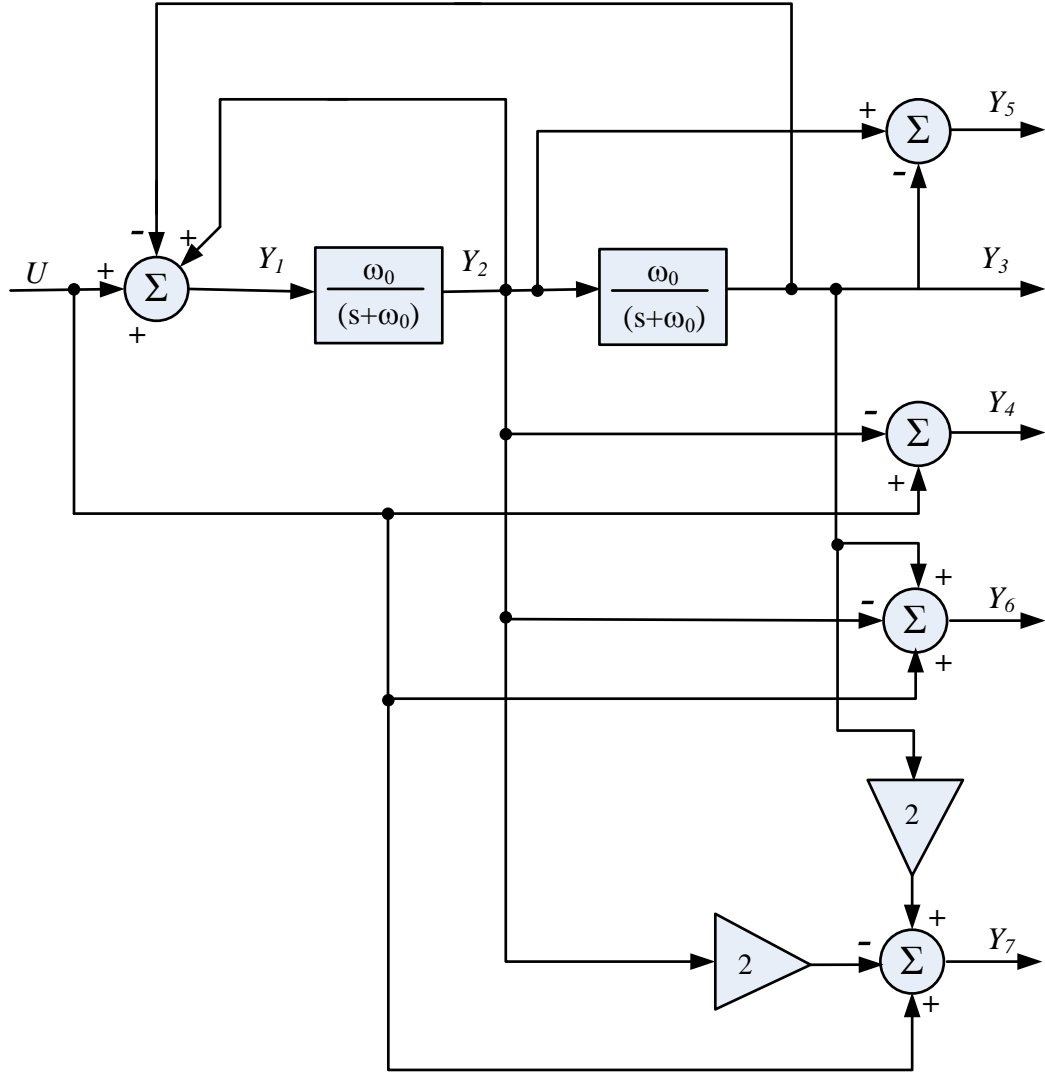 +
Σ
Y₅
-
-
+
U
+
Σ
+
Y₁
ω₀
(s+ω₀)
Y₂
ω₀
(s+ω₀)
Y₃
-
Σ
Y₄
+
+
-
Σ
Y₆
+
2
+
2
-
Σ
Y₇
+